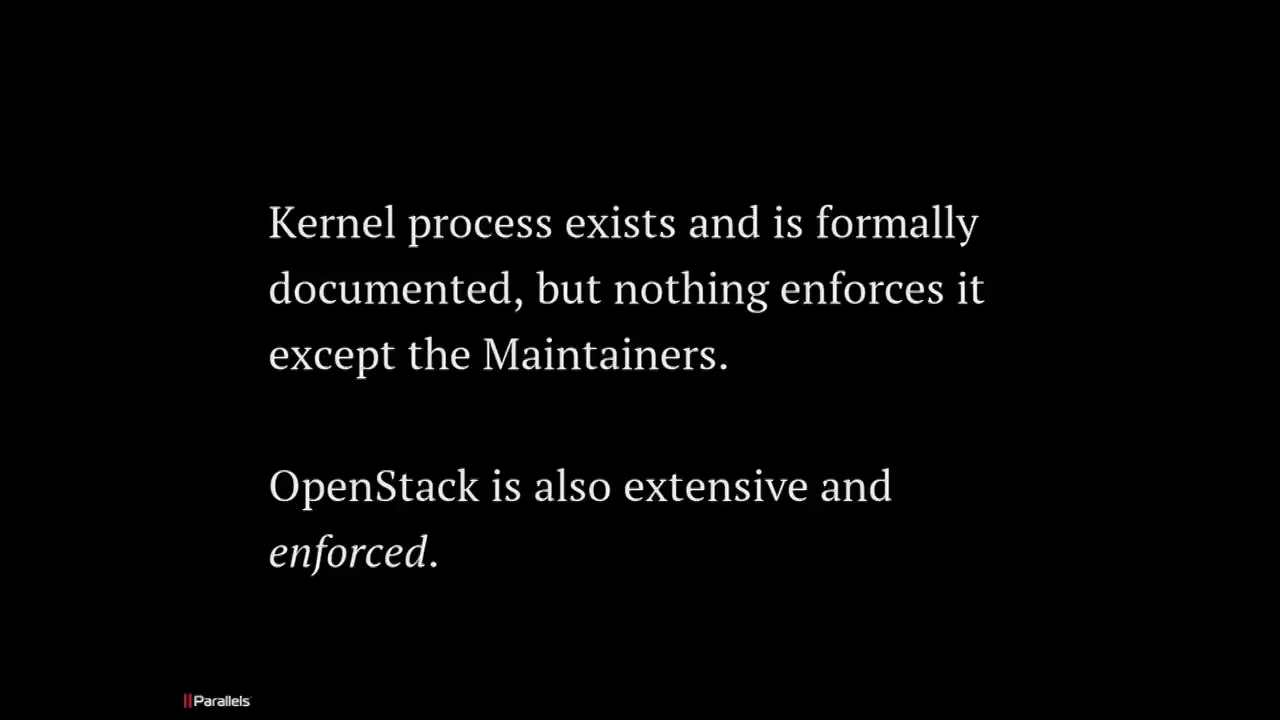 Kernel process exists and is formally
documented, but nothing enforces it
except the Maintainers.
OpenStack is also extensive and
enforced.
Parallels